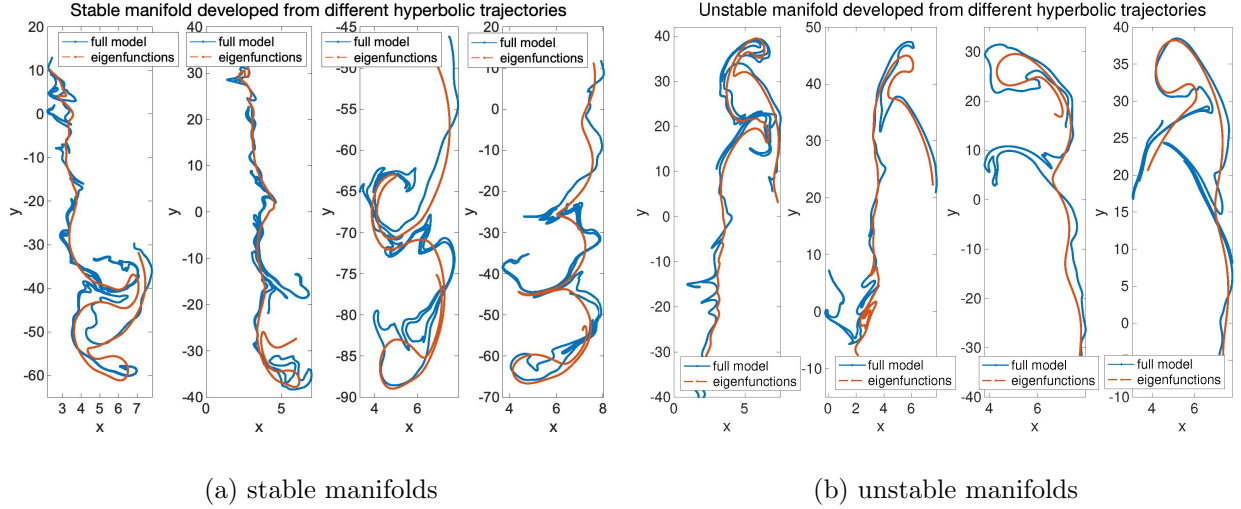 Stable manifold developed from different hyperbolic trajectories
20
10
0
-10
-20
-30
-40
-50
-60
y
3 4 5 6 7
x
full model
eigenfunctions
40
30
20
10
0
-10
-20
-30
-40
y
0 5
x
full model
eigenfunctions
-45
-50
-55
-60
-65
-70
-75
-80
-85
-90
y
4 6
x
full model
eigenfunctions
20
10
0
-10
-20
-30
-40
-50
-60
-70
y
4 6 8
x
full model
eigenfunctions
(a) stable manifolds
Unstable manifold developed from different hyperbolic trajectories
40
30
20
10
0
-10
-20
-30
-40
y
0 5
x
full model
eigenfunctions
50
40
30
20
10
0
-10
y
0 2 4 6
x
full model
eigenfunctions
30
20
10
0
-10
-20
-30
-40
y
4 6
x
full model
eigenfunctions
40
35
30
25
20
15
10
5
0
-5
-10
y
4 6
x
full model
eigenfunctions
(b) unstable manifolds